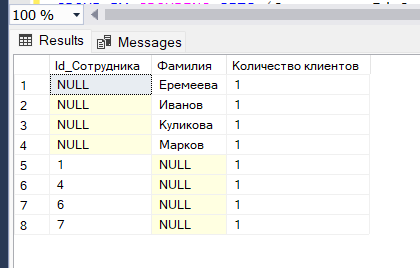 100 %
Results Messages
Id_Сотрудника Фамилия Количество клиентов
1 NULL Еремеева 1
2 NULL Иванов 1
3 NULL Куликова 1
4 NULL Марков 1
5 1 NULL 1
6 4 NULL 1
7 6 NULL 1
8 7 NULL 1